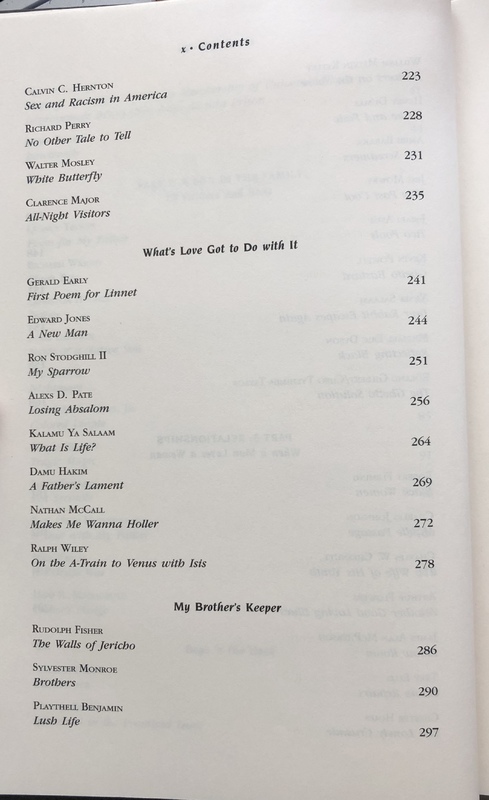 x • Contents
CALVIN C. HERNTON 223
Sex and Racism in America
RICHARD PERRY 228
No Other Tale to Tell
WALTER MOSLEY 231
White Butterfly
CLARENCE MAJOR 235
All-Night Visitors
What's Love Got to Do with It
GERALD EARLY 241
First Poem for Linnet
EDWARD JONES 244
A New Man
RON STODGHILL II 251
My Sparrow
ALEXS D. PATE 256
Losing Absalom
KALAMU YA SALAAM 264
What Is Life?
DAMU HAKIM 269
A Father's Lament
NATHAN MCCALL 272
Makes Me Wanna Holler
RALPH WILEY 278
On the A-Train to Venus with Isis
My Brother's Keeper
RUDOLPH FISHER 286
The Walls of Jericho
SYLVESTER MONROE 290
Brothers
PLAYTHELL BENJAMIN 297
Lush Life